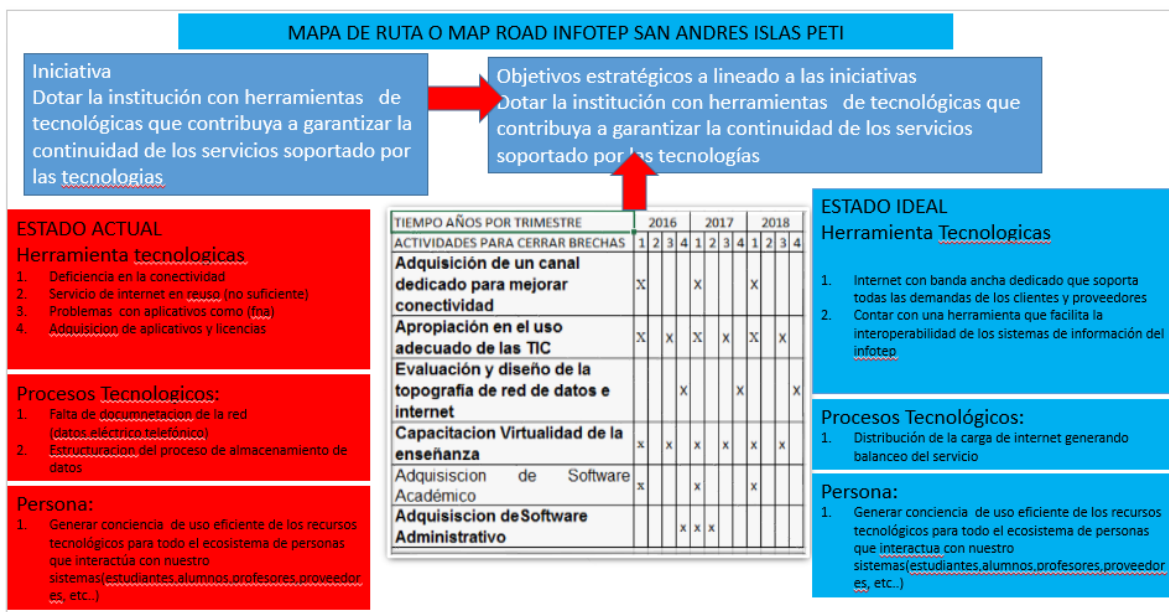 MAPA DE RUTA O MAP ROAD INFOTEP SAN ANDRES ISLAS PETI
Iniciativa
Dotar la institución con herramientas de
tecnológicas que contribuya a garantizar la
continuidad de los servicios soportado por
las tecnologias
Objetivos estratégicos a lineado a las iniciativas
Dotar la institución con herramientas de tecnológicas que
contribuya a garantizar la continuidad de los servicios
soportado por las tecnologías
ESTADO ACTUAL
Herramienta tecnologicas
1. Deficiencia en la conectividad
2. Servicio de internet en reuso (no suficiente)
3. Problemas con aplicativos como (fna)
4. Adquisicion de aplicativos y licencias
Procesos Tecnologicos:
1. Falta de documnetacion de la red
(datos,eléctrico,telefónico)
2. Estructuracion del proceso de almacenamiento de
datos
Persona:
1. Generar conciencia de uso eficiente de los recursos
tecnológicos para todo el ecosistema de personas
que interactúa con nuestro
sistemas(estudiantes,alumnos,profesores,proveedor
es, etc..)
TIEMPO AÑOS POR TRIMESTRE 2016 2017 2018
ACTIVIDADES PARA CERRAR BRECHAS 1 2 3 4 1 2 3 4 1 2 3 4
Adquisición de un canal
dedicado para mejorar X X X
conectividad
Apropiación en el uso
adecuado de las TIC X X X X X X
Evaluación y diseño de la
topografía de red de datos e X X X
internet
Capacitacion Virtualidad de la
enseñanza x x x x x x
Adquisiscion de Software
Académico x x x
Adquisiscion deSoftware
Administrativo x x x
ESTADO IDEAL
Herramienta Tecnologicas
1. Internet con banda ancha dedicado que soporta
todas las demandas de los clientes y proveedores
2. Contar con una herramienta que facilita la
interoperabilidad de los sistemas de información del
infotep
Procesos Tecnológicos:
1. Distribución de la carga de internet generando
balanceo del servicio
Persona:
1. Generar conciencia de uso eficiente de los recursos
tecnológicos para todo el ecosistema de personas
que interactua con nuestro
sistemas(estudiantes,alumnos,profesores,proveedor
es, etc..)